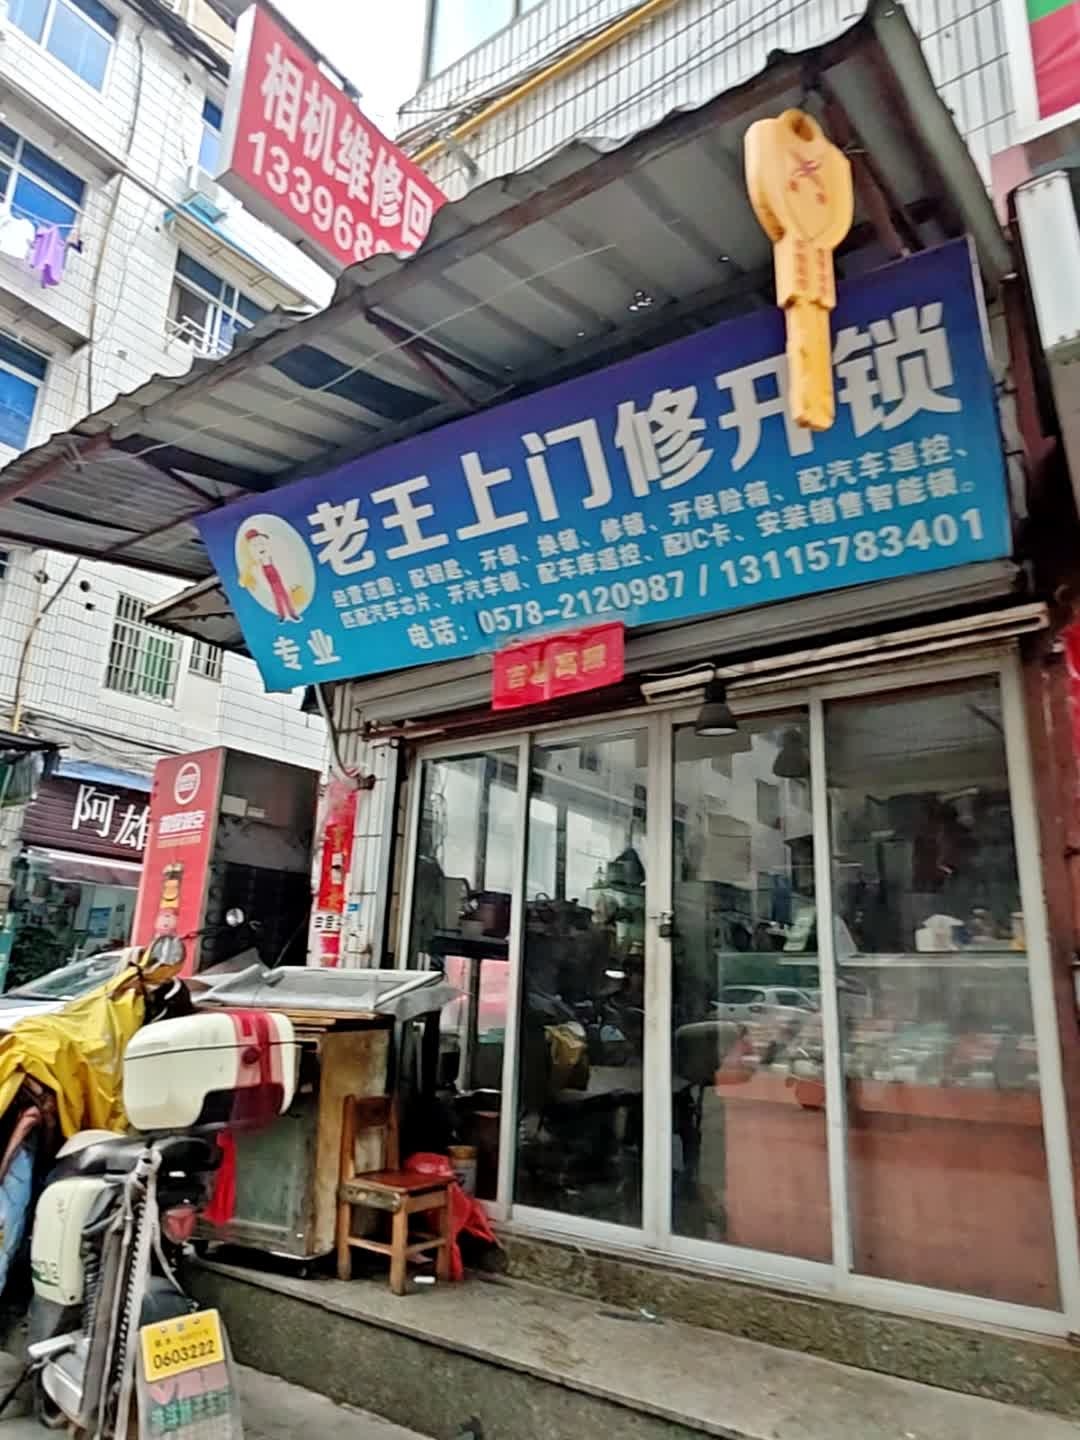 相机维修回
133968
老王上门修开锁
经营范围：配钥匙、开锁、换锁、修锁、开保险箱、配汽车遥控、
匹配汽车芯片、开汽车锁、配车库遥控、配IC卡、安装销售智能锁。
电话：0578-2120987 / 13115783401
专业
阿雄
0603222